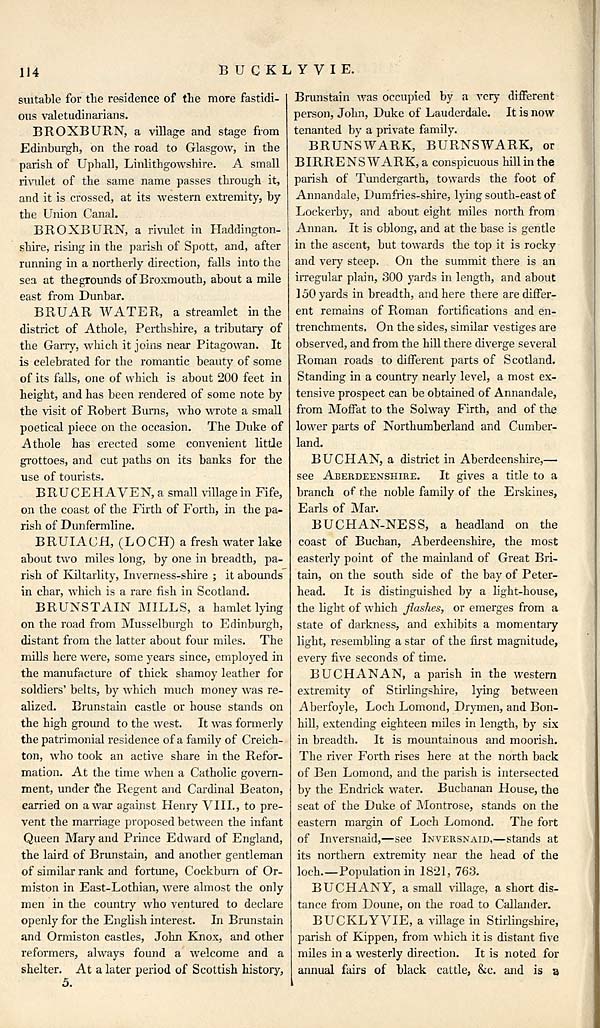 114
BUCKLYVIE.
suitable for the residence of the more fastidi-
ous valetudinarians.
BROXBURN, a village and stage from
Edinburgh, on the road to Glasgow, in the
parish of Uphall, Linlithgowshire. A small
rivulet of the same name passes through it,
and it is crossed, at its western extremity, by
the Union Canal.
BROXBURN, a rivulet in Haddington-
shire, rising in the parish of Spott, and, after
running in a northerly direction, falls into the
sea at the grounds of Broxmouth, about a mile
east from Dunbar.
BRUAR WATER, a streamlet in the
district of Athole, Perthshire, a tributary of
the Garry, which it joins near Pitagowan. It
is celebrated for the romantic beauty of some
of its falls, one of which is about 200 feet in
height, and has been rendered of some note by
the visit of Robert Burns, who wrote a small
poetical piece on the occasion. The Duke of
Athole has erected some convenient little
grottoes, and cut paths on its banks for the
use of tourists.
BRUCEHAVEN, a small village in Fife,
on the coast of the Firth of Forth, in the pa-
rish of Dunfermline.
BRUIACH, (LOCH) a fresh water lake
about two miles long, by one in breadth, pa-
rish of Kiltarlity, Inverness-shire ; it abounds
in char, which is a rare fish in Scotland.
BRUNSTAIN MILLS, a hamlet lying
on the road from Musselburgh to Edinburgh,
distant from the latter about four miles. The
mills here were, some years since, employed in
the manufacture of thick shamoy leather for
soldiers' belts, by which much money was re-
alized. Brunstain castle or house stands on
the high ground to the west. It was formerly
the patrimonial residence of a family of Creich-
ton, who took an active share in the Refor-
mation. At the time when a Catholic govern-
ment, under the Regent and Cardinal Beaton,
carried on a war against Henry VIII., to pre-
vent the marriage proposed between the infant
Queen Mary and Prince Edward of England,
the laird of Brunstain, and another gentleman
of similar rank and fortune, Cockburn of Or-
miston in East-Lothian, were almost the only
men in the country who ventured to declare
openly for the English interest. In Brunstain
and Ormiston castles, John Knox, and other
reformers, always found a welcome and a
shelter. At a later period of Scottish history,
5.
Brunstain was occupied by a very different
person, John, Duke of Lauderdale. It is now
tenanted by a private family.
BRUNSWARK, BURNSWARK, or
BIRRENSWARK, a conspicuous hill in the
parish of Tundergarth, towards the foot of
Annandale, Dumfries-shire, lying south-east of
Lockerby, and about eight miles north from
Annan. It is oblong, and at the base is gentle
in the ascent, but towards the top it is rocky
and very steep. On the summit there is an
irregular plain, 300 yards in length, and about
150 yards in breadth, and here there are differ-
ent remains of Roman fortifications and en-
trenchments. On the sides, similar vestiges are
observed, and from the hill there diverge several
Roman roads to different parts of Scotland.
Standing in a country nearly level, a most ex-
tensive prospect can be obtained of Annandale,
from Moffat to the Solway Firth, and of the
lower parts of Northumberland and Cumber-
land.
BUCHAN, a district in Aberdeenshire,—
see ABERDEENSHIRE. It gives a title to a
branch of the noble family of the Erskines,
Earls of Mar.
BUCHAN-NESS, a headland on the
coast of Buchan, Aberdeenshire, the most
easterly point of the mainland of Great Bri-
tain, on the south side of the bay of Peter-
head. It is distinguished by a light-house,
the light of which flashes, or emerges from a
state of darkness, and exhibits a momentary
light, resembling a star of the first magnitude,
every five seconds of time.
BUCHANAN, a parish in the western
extremity of Stirlingshire, lying between
Aberfoyle, Loch Lomond, Drymen, and Bon-
hill, extending eighteen miles in length, by six
in breadth. It is mountainous and moorish.
The river Forth rises here at the north back
of Ben Lomond, and the parish is intersected
by the Endrick water. Buchanan House, the
seat of the Duke of Montrose, stands on the
eastern margin of Loch Lomond. The fort
of Inversnaid,—see INVERSNAID,—stands at
its northern extremity near the head of the
loch.—Population in 1821, 763.
BUCHANY, a small village, a short dis-
tance from Doune, on the road to Callander.
BUCKLYVIE, a village in Stirlingshire,
parish of Kippen, from which it is distant five
miles in a westerly direction. It is noted for
annual fairs of black cattle, &c. and is a